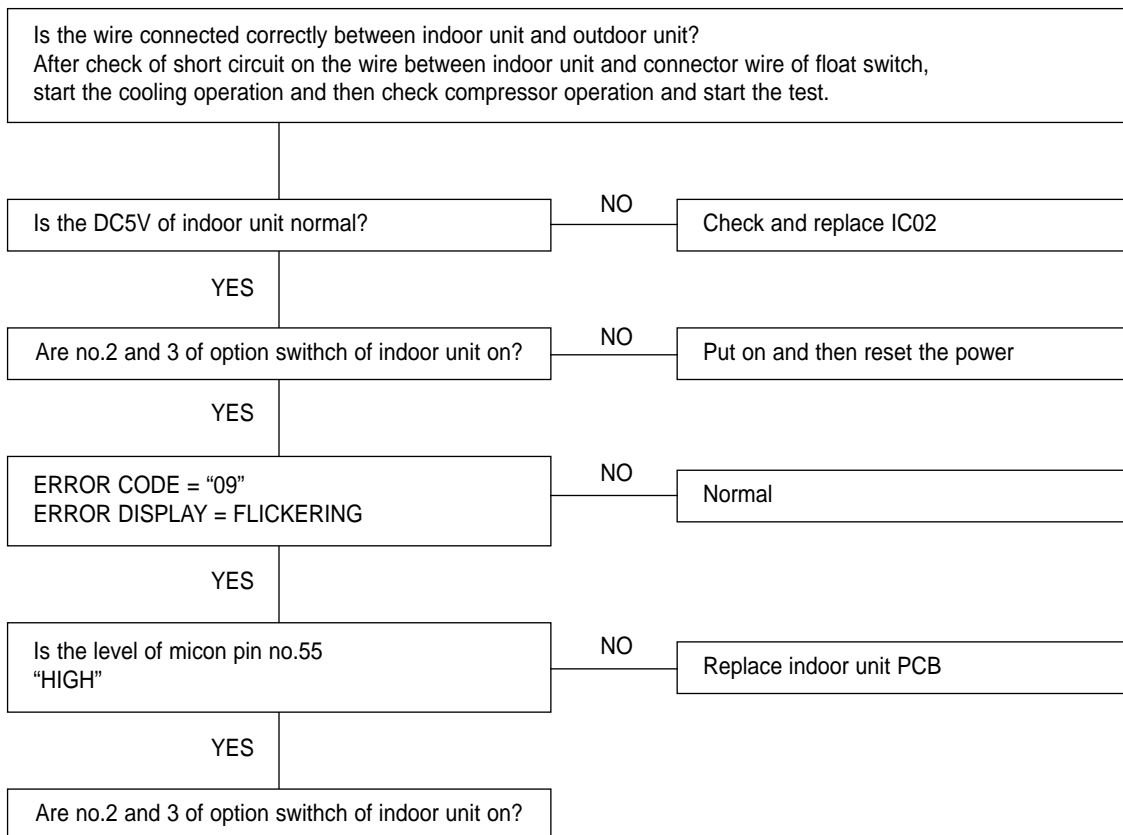 Is the wire connected correctly between indoor unit and outdoor unit?
After check of short circuit on the wire between indoor unit and connector wire of float switch,
start the cooling operation and then check compressor operation and start the test.
Is the DC5V of indoor unit normal?
NO
Check and replace IC02
YES
Are no.2 and 3 of option swithch of indoor unit on?
NO
Put on and then reset the power
YES
ERROR CODE = “09”
ERROR DISPLAY = FLICKERING
NO
Normal
YES
Is the level of micon pin no.55
“HIGH”
NO
Replace indoor unit PCB
YES
Are no.2 and 3 of option swithch of indoor unit on?